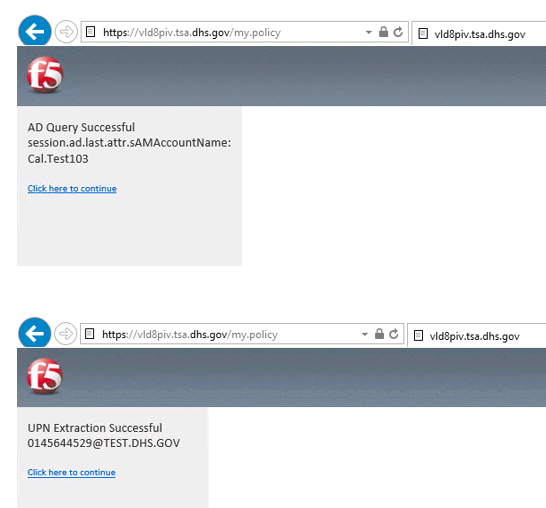 https://vld8piv.tsa.dhs.gov/my.policy
vld8piv.tsa.dhs.gov
f5
AD Query Successful
session.ad.last.attr.sAMAccountName:
Cal.Test103
Click here to continue
https://vld8piv.tsa.dhs.gov/my.policy
vld8piv.tsa.dhs.gov
f5
UPN Extraction Successful
0145644529@TEST.DHS.GOV
Click here to continue